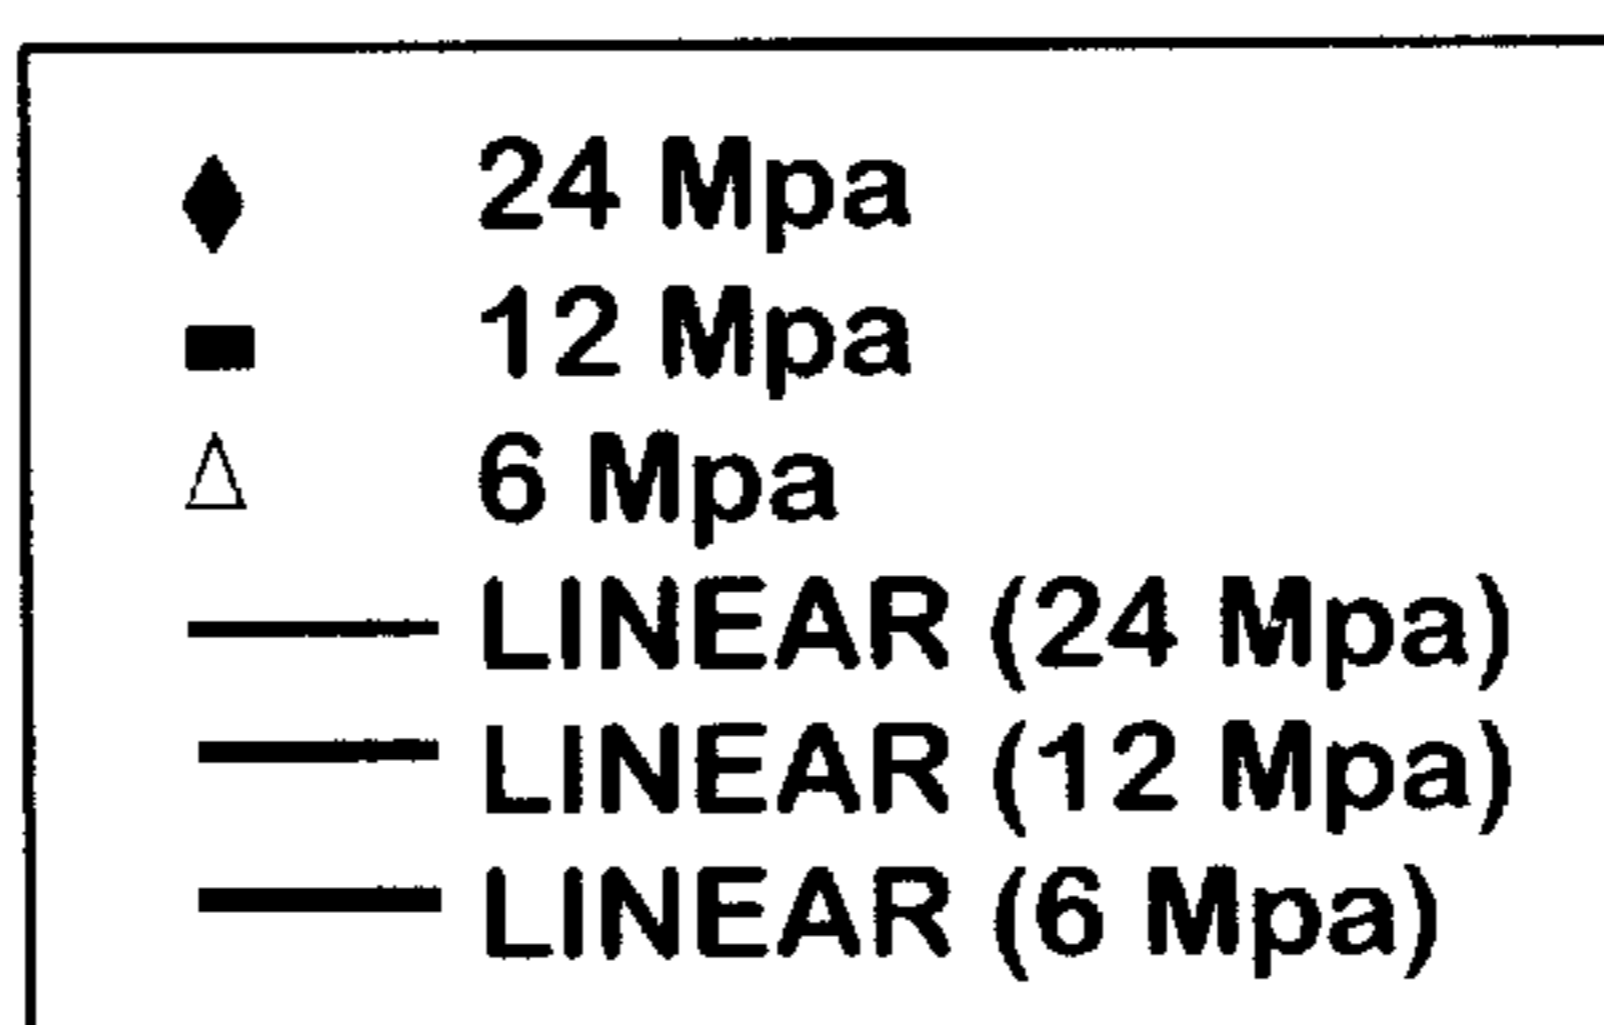 24 Mpa
12 Mpa
6 Mpa
LINEAR (24 Mpa)
LINEAR (12 Mpa)
LINEAR (6 Mpa)